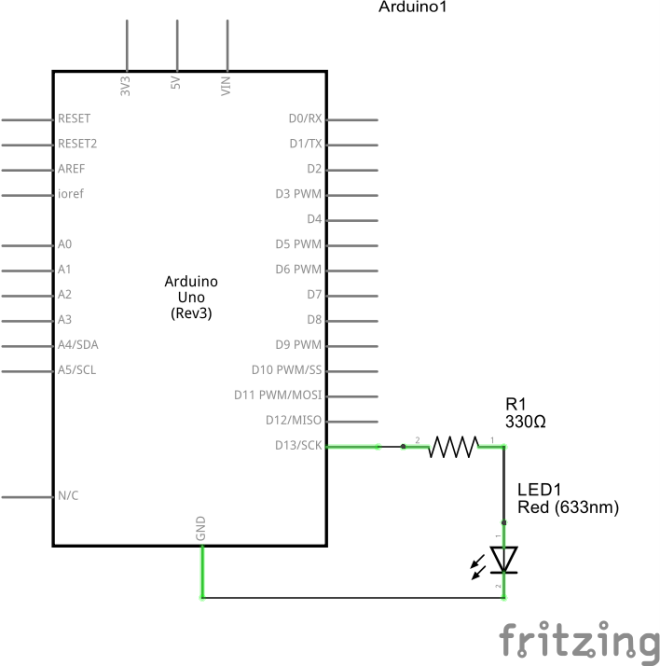 Arduino1
3V3
5V
VIN
RESET
RESET2
AREF
ioref
A0
A1
A2
A3
A4/SDA
A5/SCL
N/C
Arduino
Uno
(Rev3)
D0/RX
D1/TX
D2
D3 PWM
D4
D5 PWM
D6 PWM
D7
D8
D9 PWM
D10 PWM/SS
D11 PWM/MOSI
D12/MISO
D13/SCK
GND
2
1
R1
330Ω
LED1
Red (633nm)
1
2
fritzing